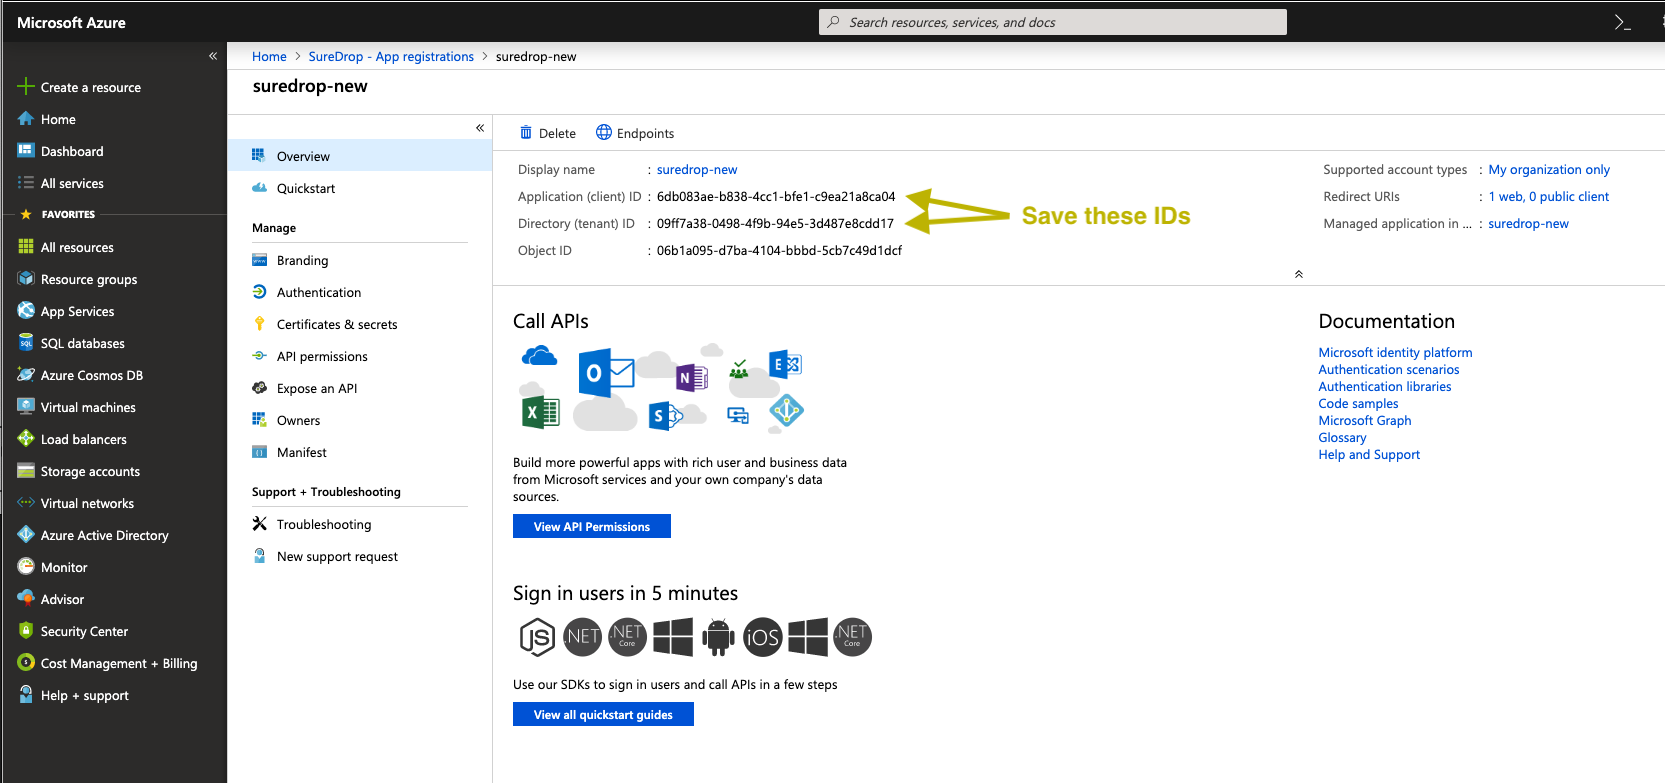 Microsoft Azure
Search resources, services, and docs
Home > SureDrop - App registrations > suredrop-new
suredrop-new
Create a resource
Home
Dashboard
All services
FAVORITES
All resources
Resource groups
App Services
SQL databases
Azure Cosmos DB
Virtual machines
Load balancers
Storage accounts
Virtual networks
Azure Active Directory
Monitor
Advisor
Security Center
Cost Management + Billing
Help + support
Overview
Quickstart
Manage
Branding
Authentication
Certificates & secrets
API permissions
Expose an API
Owners
Manifest
Support + Troubleshooting
Troubleshooting
New support request
Delete Endpoints
Display name : suredrop-new
Application (client) ID : 6db083ae-b838-4cc1-bfe1-c9ea21a8ca04
Directory (tenant) ID : 09ff7a38-0498-4f9b-94e5-3d487e8cdd17
Object ID : 06b1a095-d7ba-4104-bbbd-5cb7c49d1dcf
Save these IDs
Supported account types : My organization only
Redirect URIs : 1 web, 0 public client
Managed application in ... : suredrop-new
Call APIs
Build more powerful apps with rich user and business data
from Microsoft services and your own company's data
sources.
View API Permissions
Sign in users in 5 minutes
JS .NET .NET Core iOS .NET Core
Use our SDKs to sign in users and call APIs in a few steps
View all quickstart guides
Documentation
Microsoft identity platform
Authentication scenarios
Authentication libraries
Code samples
Microsoft Graph
Glossary
Help and Support